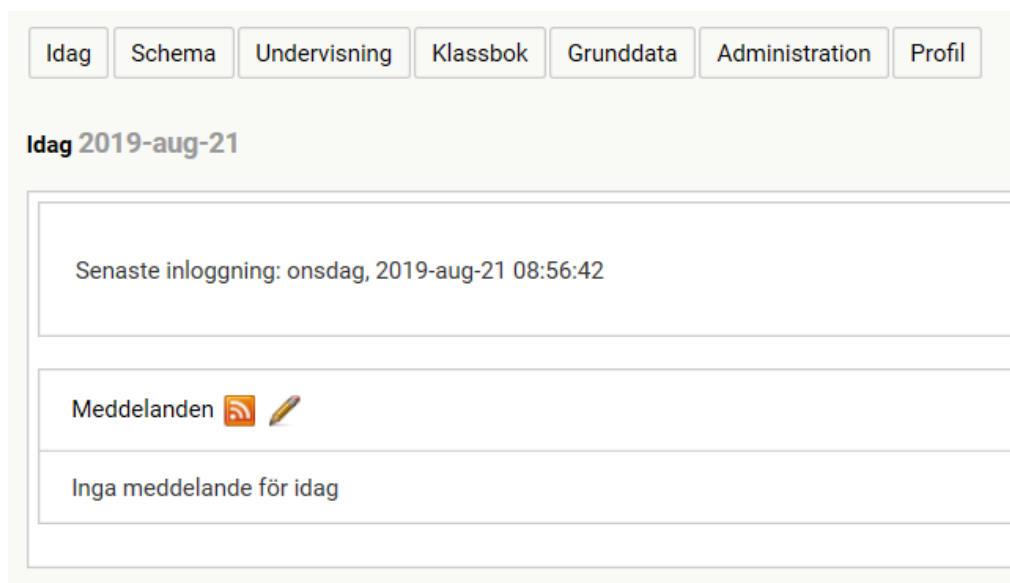 Idag Schema Undervisning Klassbok Grunddata Administration Profil
Idag 2019-aug-21
Senaste inloggning: onsdag, 2019-aug-21 08:56:42
Meddelanden
Inga meddelande för idag